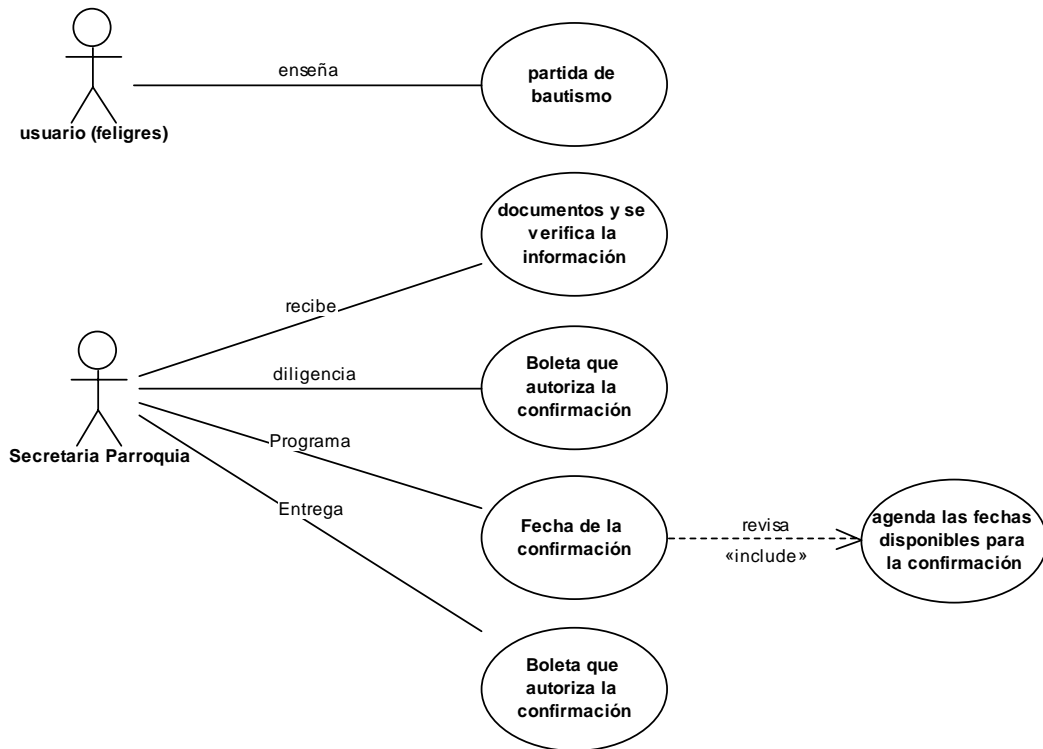 enseña
partida de
bautismo
usuario (feligres)
documentos y se
verifica la
información
recibe
diligencia
Boleta que
autoriza la
confirmación
Secretaria Parroquia
Programa
Entrega
Fecha de la
confirmación
revisa
«include»
agenda las fechas
disponibles para
la confirmación
Boleta que
autoriza la
confirmación